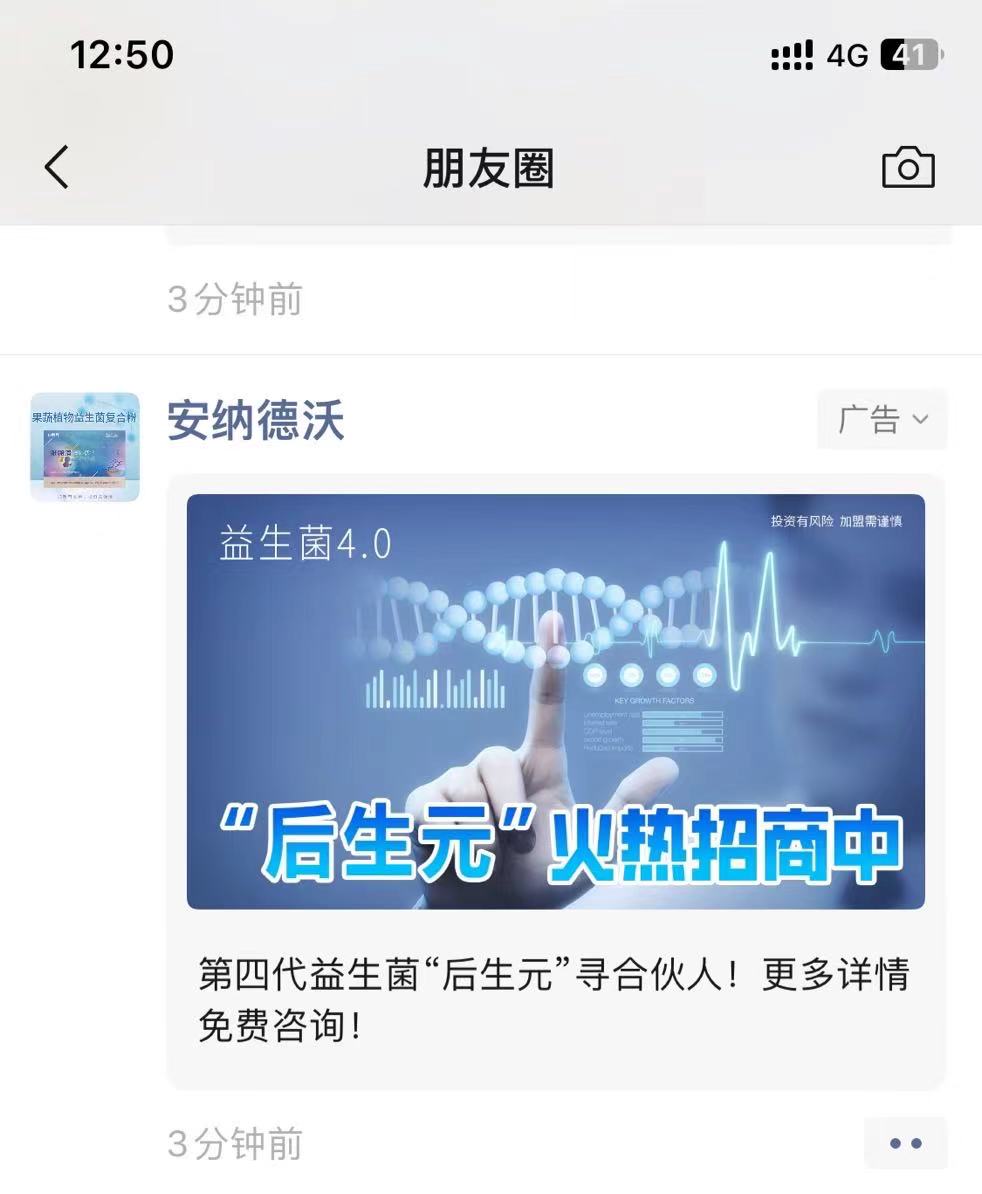 12:50
4G 41
朋友圈
3分钟前
果蔬植物益生菌复合粉
安纳德沃
广告
投资有风险 加盟需谨慎
益生菌4.0
KEY GROWTH FACTORS
“后生元”火热招商中
第四代益生菌“后生元”寻合伙人！更多详情
免费咨询！
3分钟前